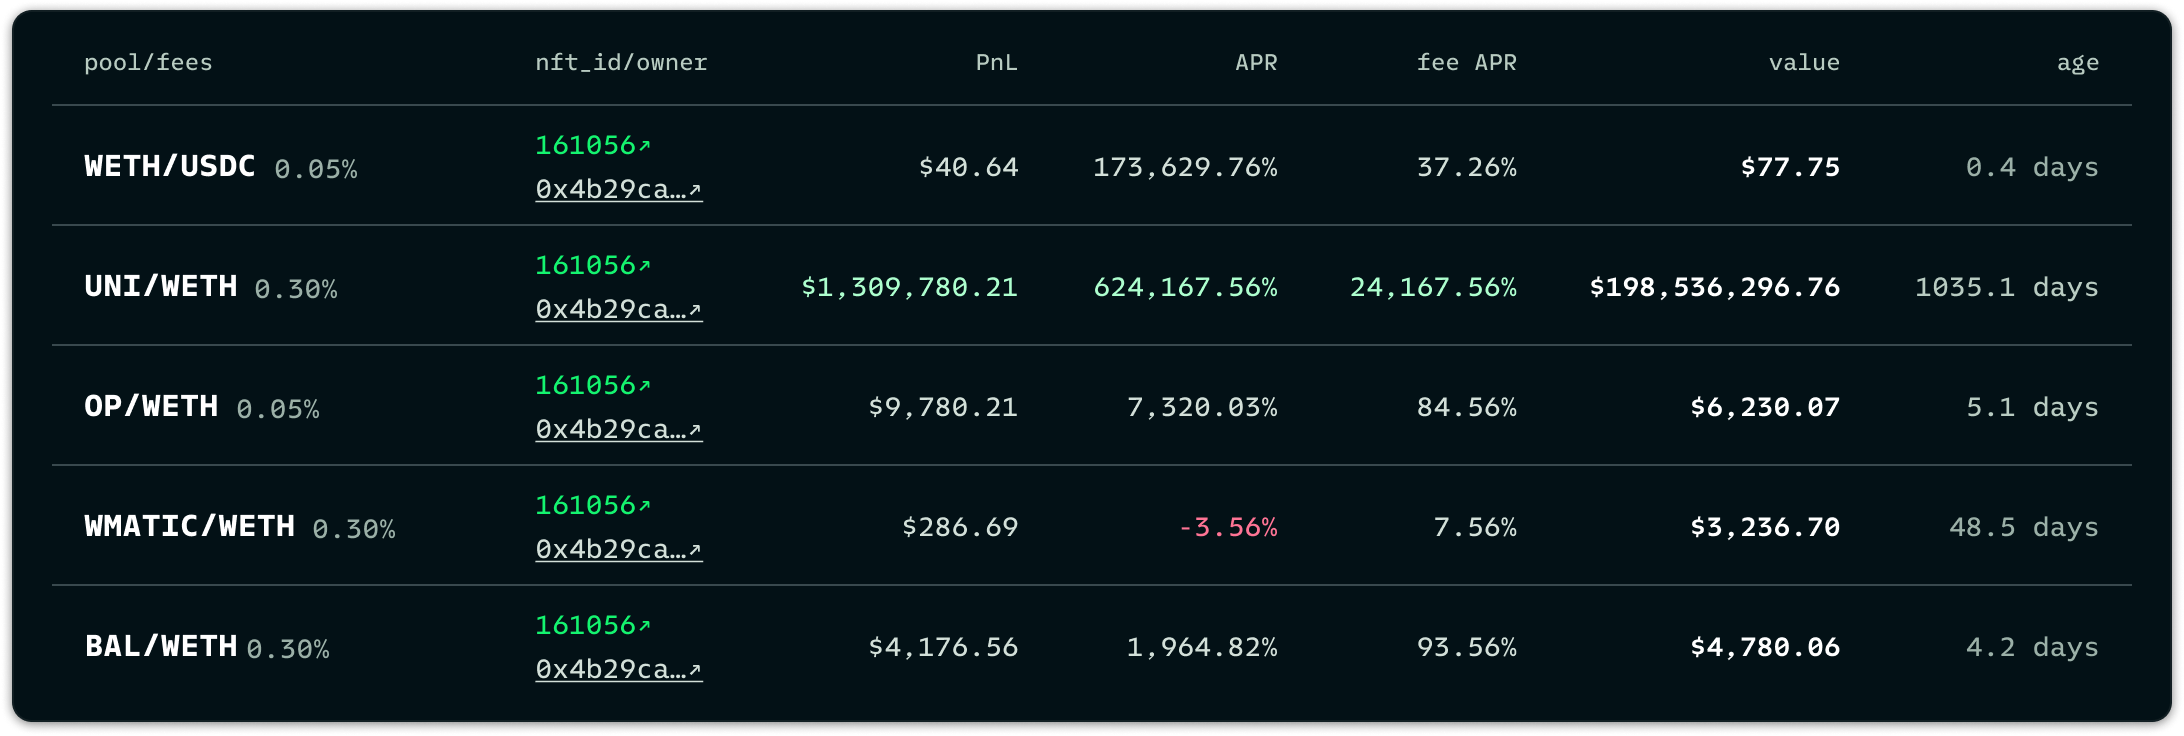 pool/fees nft_id/owner PnL APR fee APR value age
WETH/USDC 0.05% 161056↗ 0x4b29ca…↗ $40.64 173,629.76% 37.26% $77.75 0.4 days
UNI/WETH 0.30% 161056↗ 0x4b29ca…↗ $1,309,780.21 624,167.56% 24,167.56% $198,536,296.76 1035.1 days
OP/WETH 0.05% 161056↗ 0x4b29ca…↗ $9,780.21 7,320.03% 84.56% $6,230.07 5.1 days
WMATIC/WETH 0.30% 161056↗ 0x4b29ca…↗ $286.69 -3.56% 7.56% $3,236.70 48.5 days
BAL/WETH 0.30% 161056↗ 0x4b29ca…↗ $4,176.56 1,964.82% 93.56% $4,780.06 4.2 days